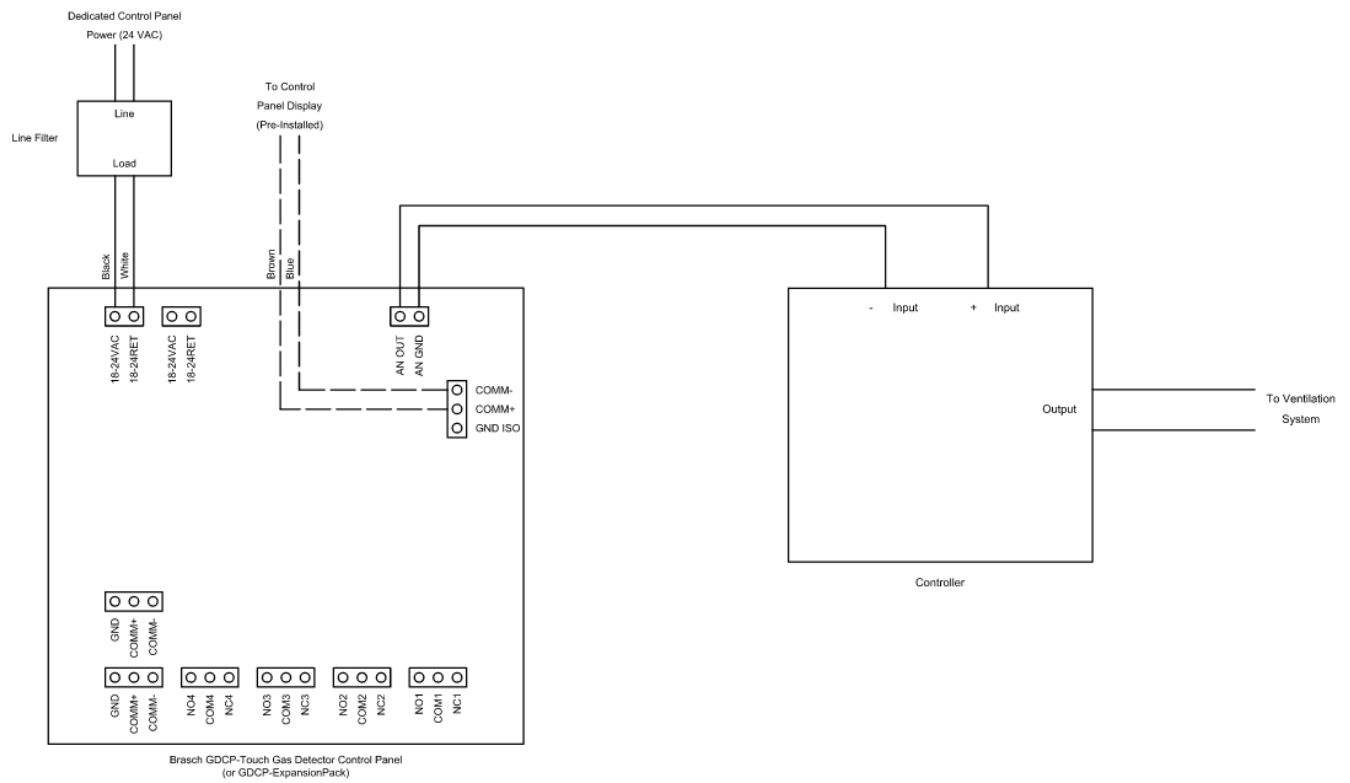 Dedicated Control Panel
Power (24 VAC)
Line Filter
Line
Load
Black
White
To Control
Panel Display
(Pre-Installed)
Brown
Blue
18-24VAC
18-24RET
18-24VAC
18-24RET
AN OUT
AN GND
COMM-
COMM+
GND ISO
- Input
+ Input
Output
To Ventilation
System
Controller
GND
COMM+
COMM-
GND
COMM+
COMM-
NO4
COM4
NC4
NO3
COM3
NC3
NO2
COM2
NC2
NO1
COM1
NC1
Brasch GDCP-Touch Gas Detector Control Panel
(or GDCP-ExpansionPack)